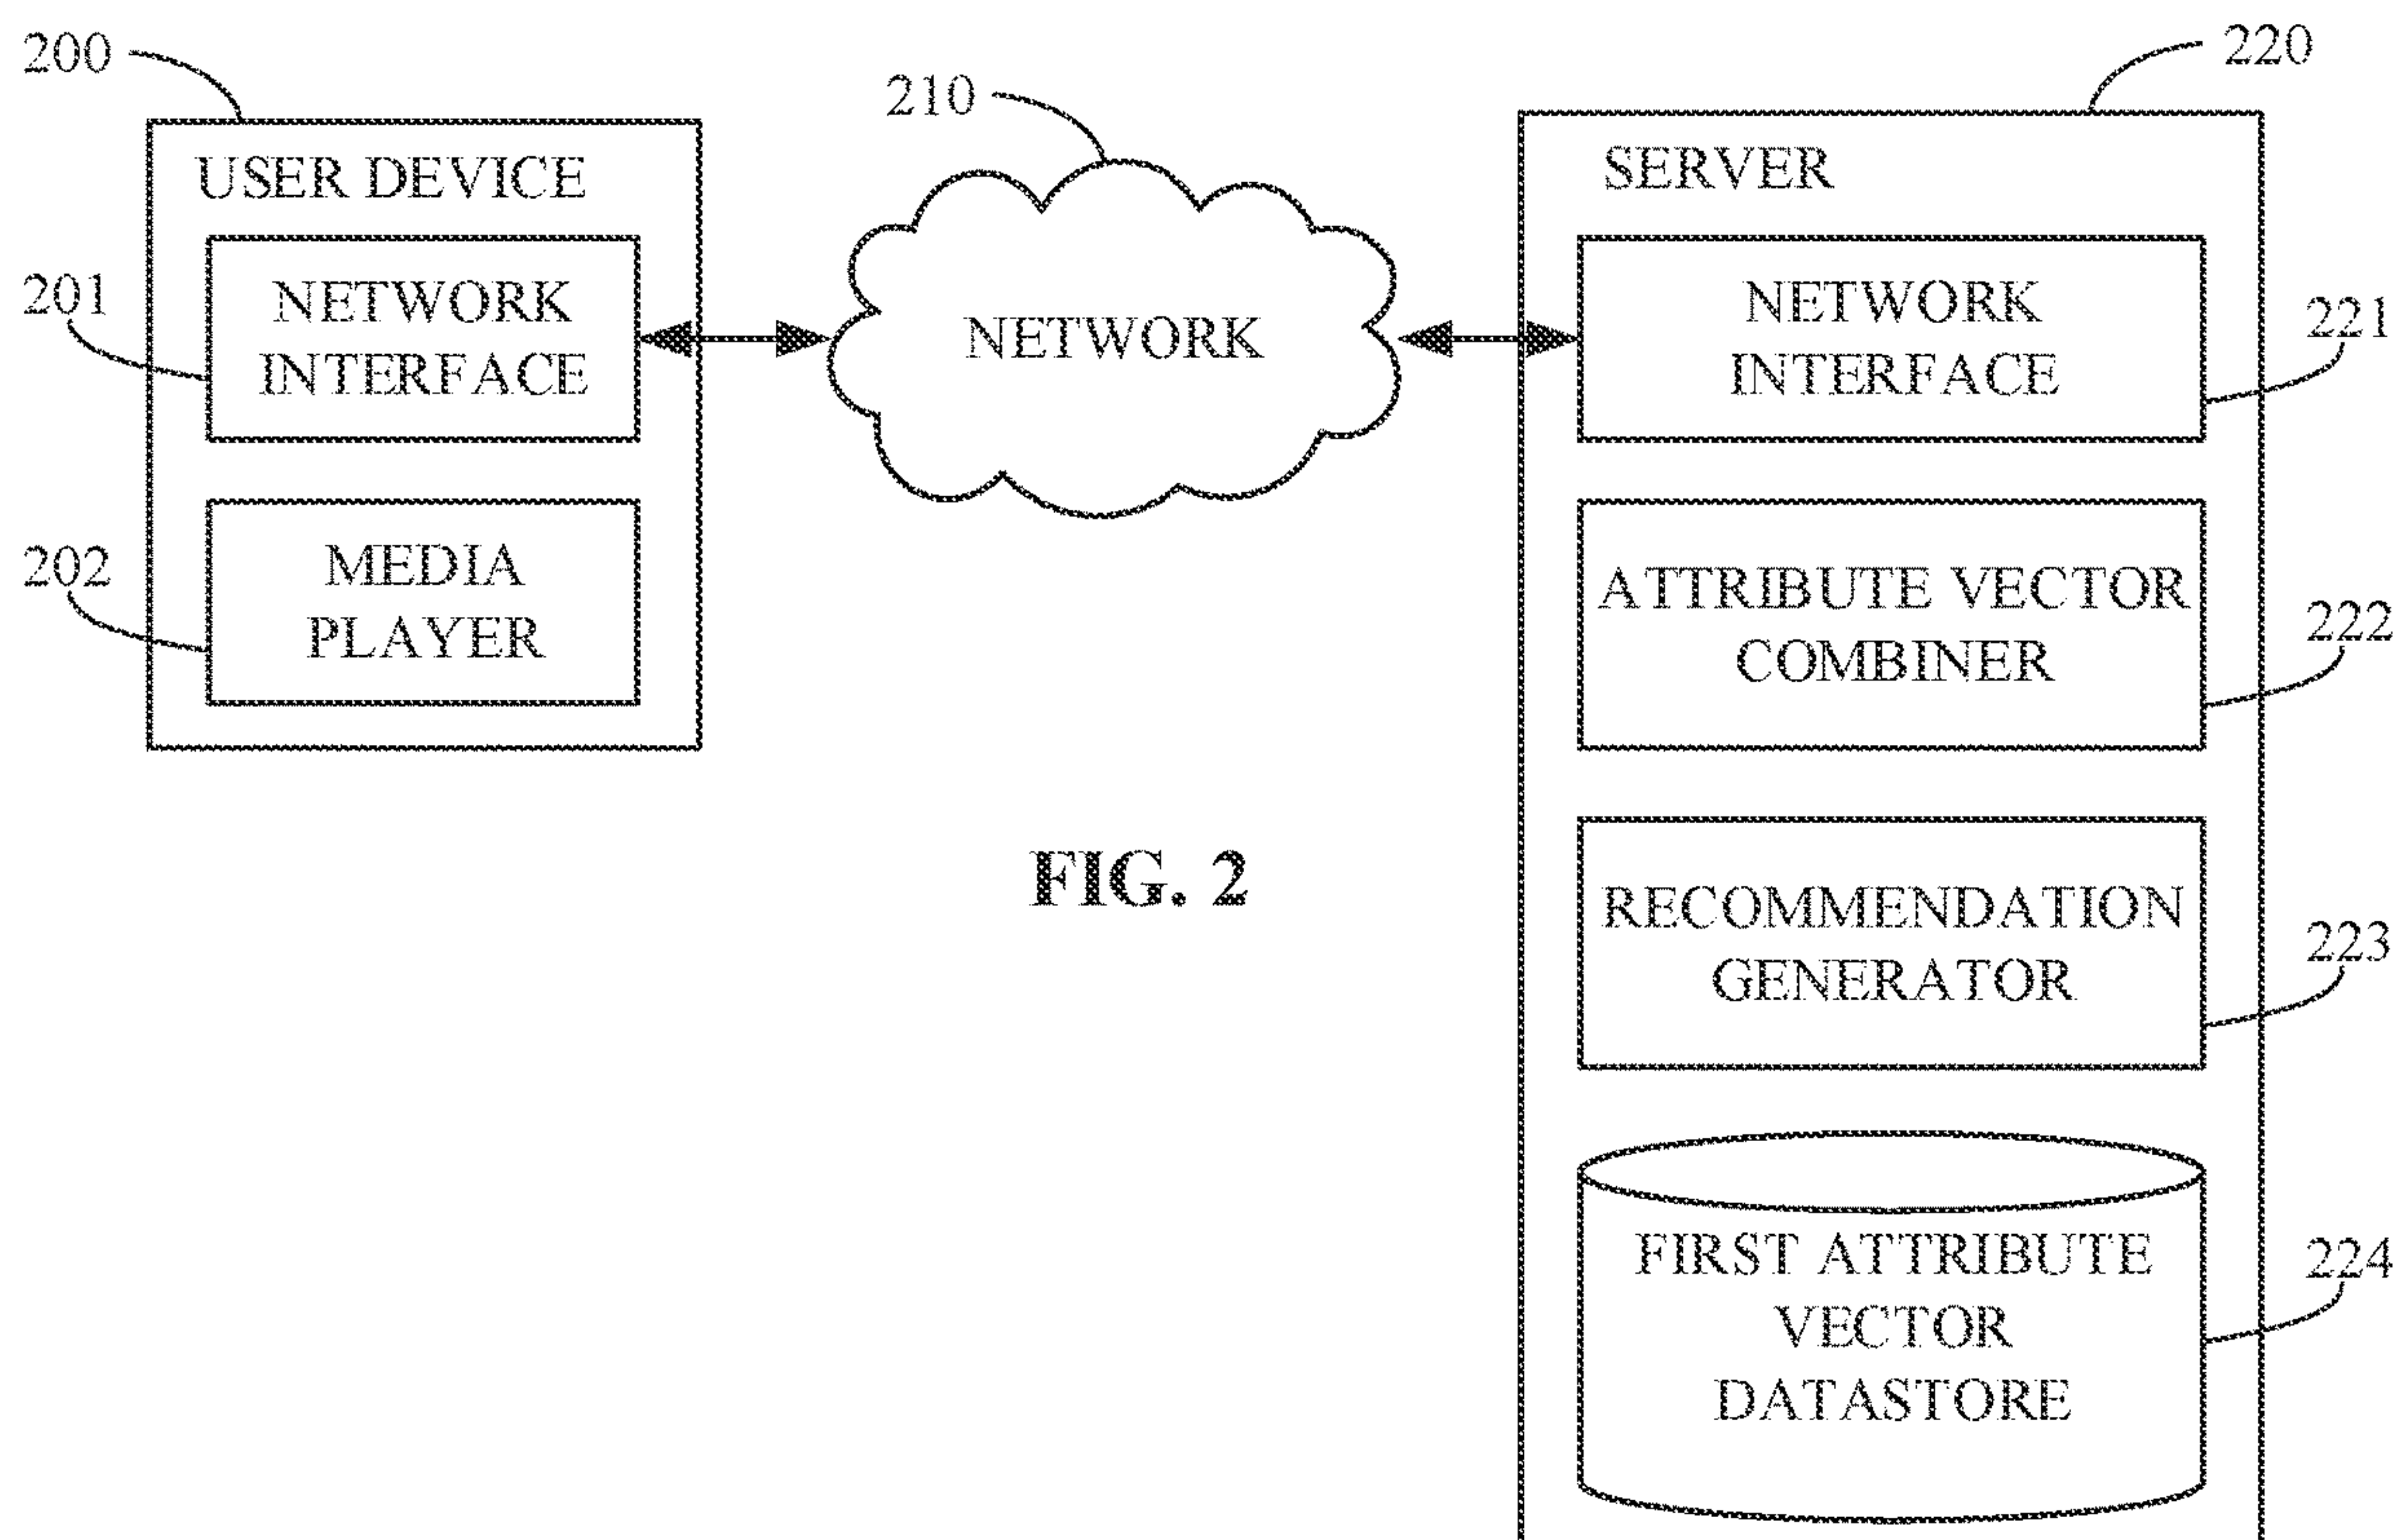 200
220
210
USER DEVICE
SERVER
201
NETWORK
INTERFACE
NETWORK
NETWORK
INTERFACE
221
202
MEDIA
PLAYER
ATTRIBUTE VECTOR
COMBINER
222
FIG. 2
RECOMMENDATION
GENERATOR
223
FIRST ATTRIBUTE
VECTOR
DATASTORE
224